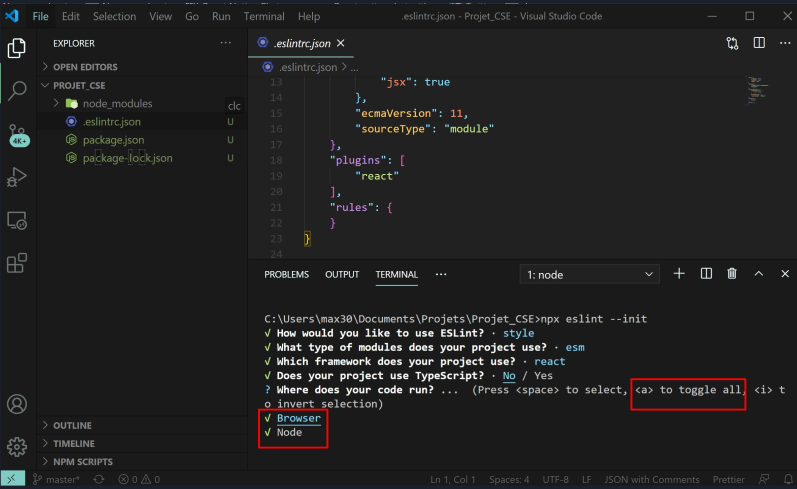 File Edit Selection View Go Run Terminal Help .eslintrc.json - Projet_CSE - Visual Studio Code
EXPLORER
OPEN EDITORS
PROJET_CSE
node_modules
clc
.eslintrc.json U
package.json U
package-lock.json U
OUTLINE
TIMELINE
NPM SCRIPTS
4K+
.eslintrc.json
.eslintrc.json > ...
13 "jsx": true
14 },
15 "ecmaVersion": 11,
16 "sourceType": "module"
17 },
18 "plugins": [
19 "react"
20 ],
21 "rules": {
22 }
23 }
24
PROBLEMS OUTPUT TERMINAL ··· 1: node
C:\Users\max30\Documents\Projets\Projet_CSE>npx eslint --init
√ How would you like to use ESLint? · style
√ What type of modules does your project use? · esm
√ Which framework does your project use? · react
√ Does your project use TypeScript? · No / Yes
? Where does your code run? ... (Press <space> to select, <a> to toggle all, <i> t
o invert selection)
√ Browser
√ Node
master* 0 0 Ln 1, Col 1 Spaces: 4 UTF-8 LF JSON with Comments Prettier